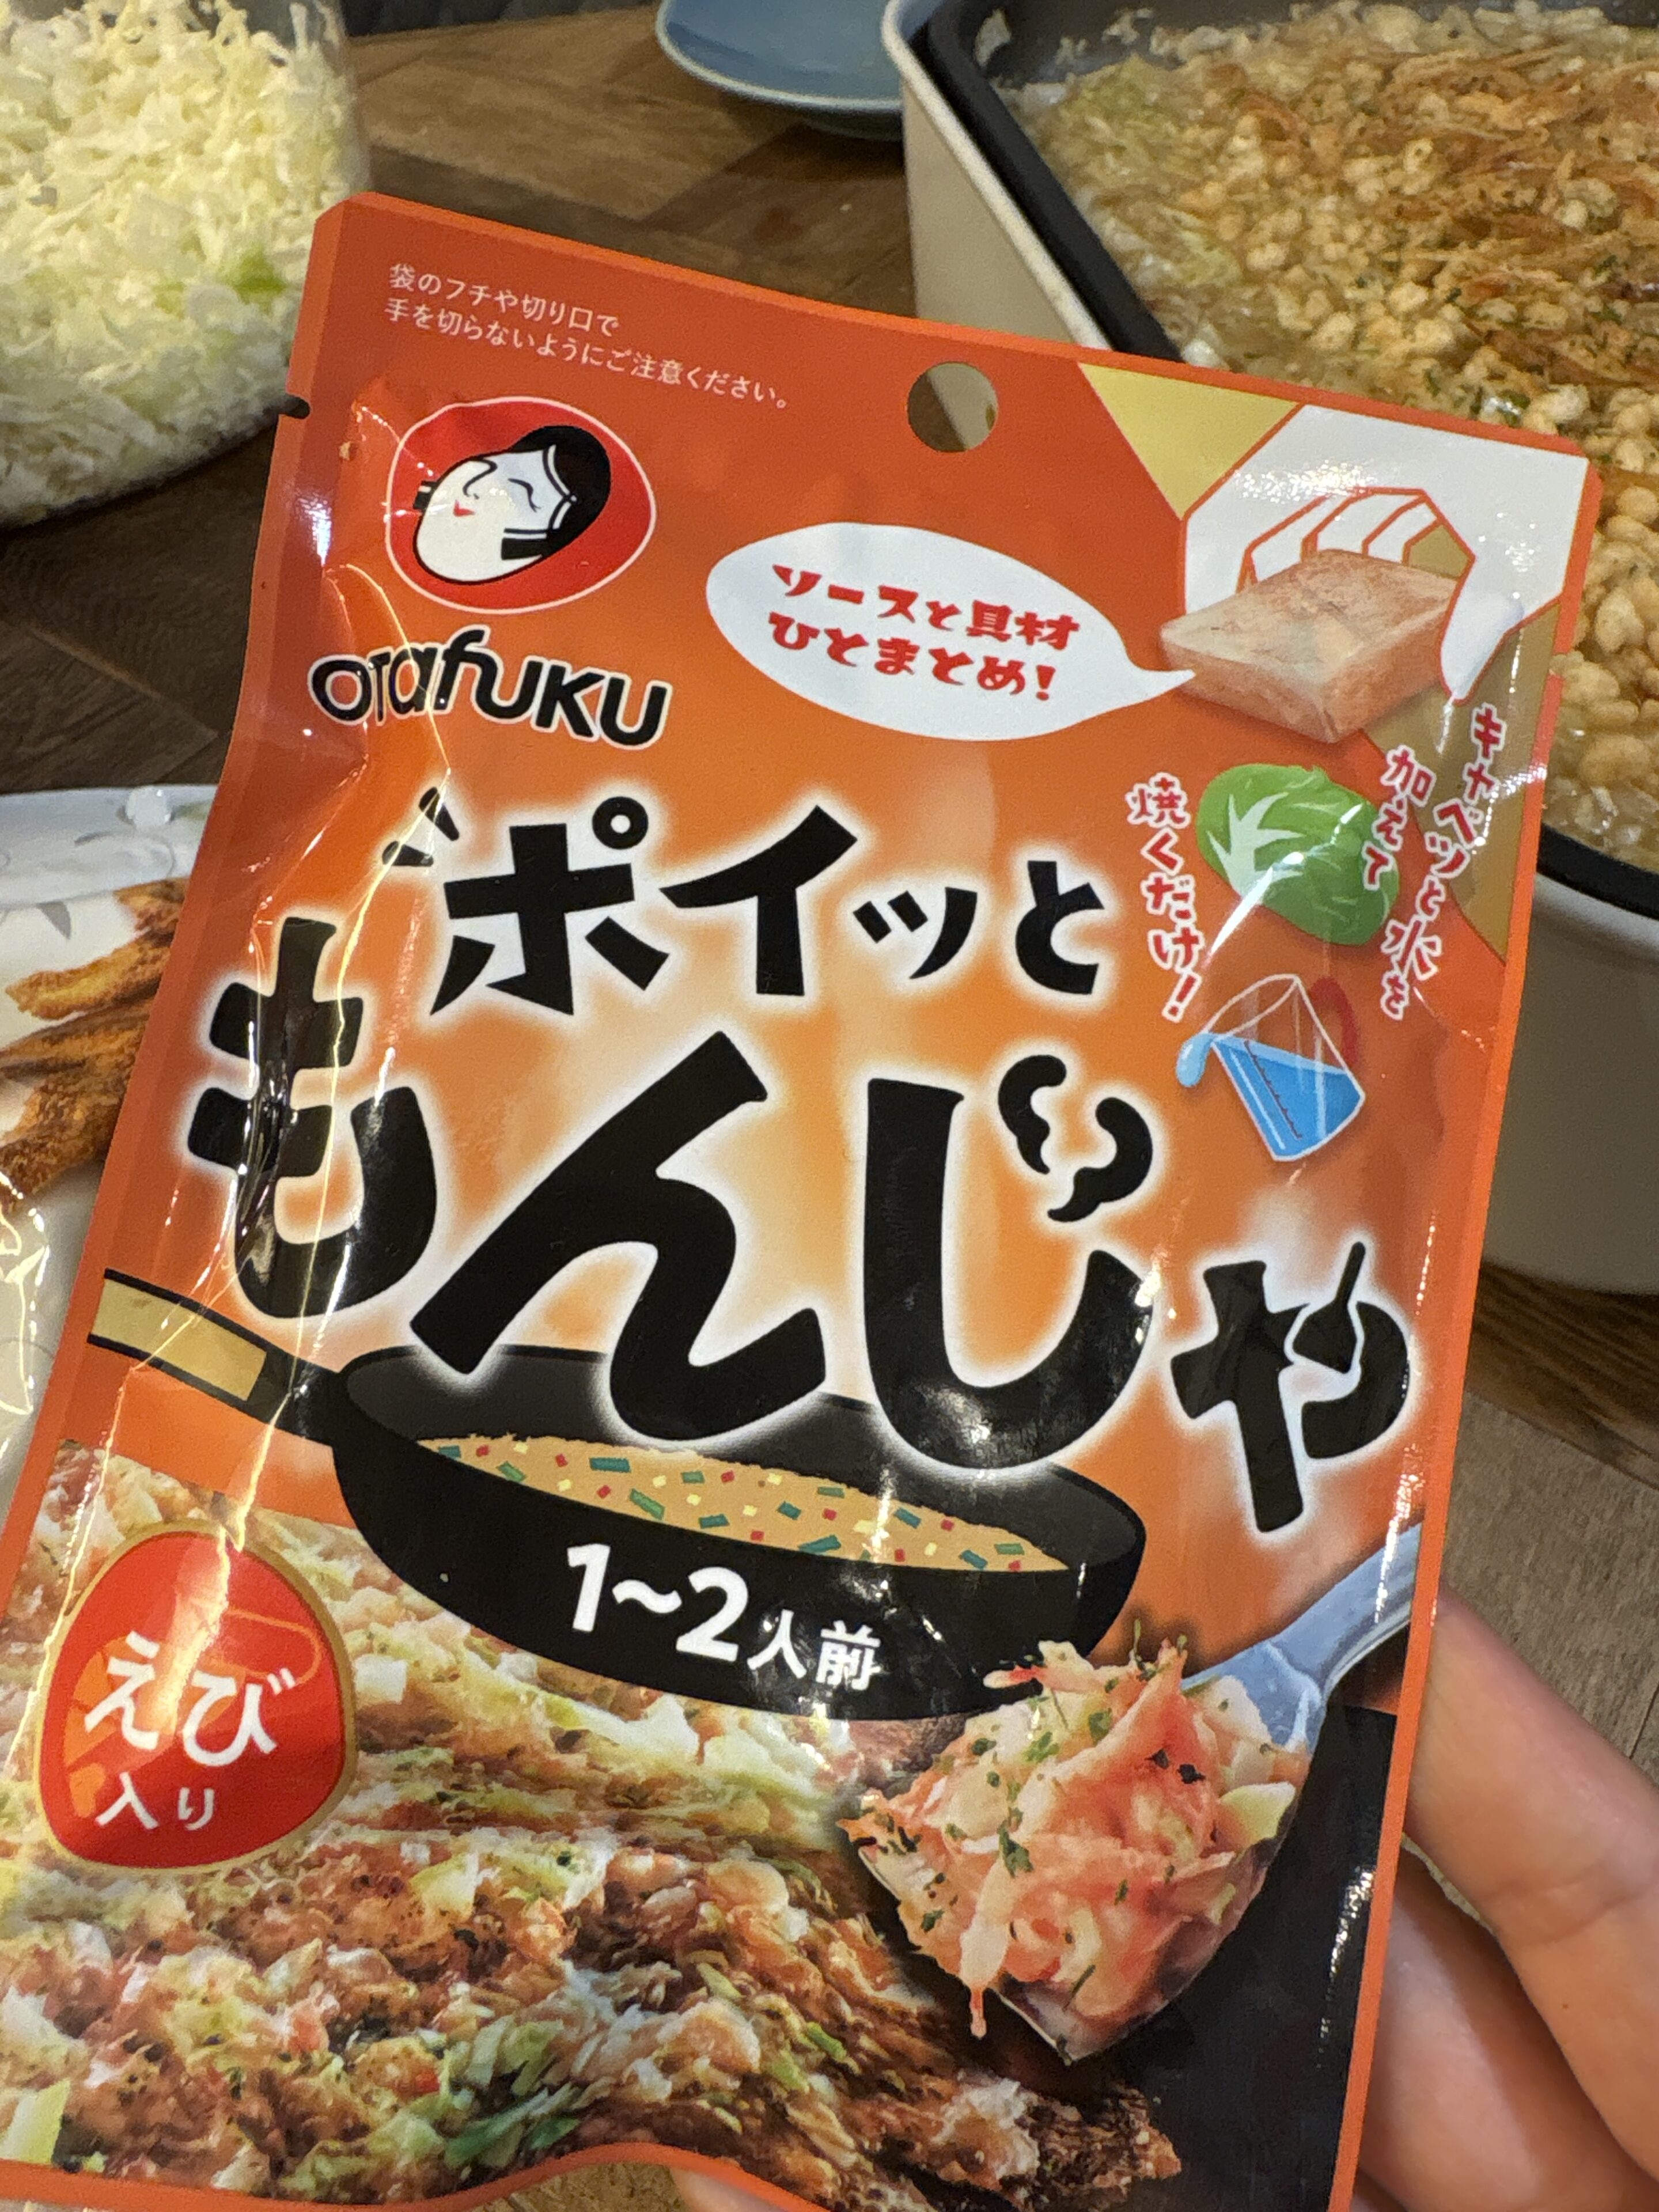 袋のフチや切り口で
手を切らないようにご注意ください。
OTafUKU
ソースと具材
ひとまとめ!
キャベツと水を
加えて
焼くだけ!
ポイッと
もんじゃ
1~2人前
えび
入り